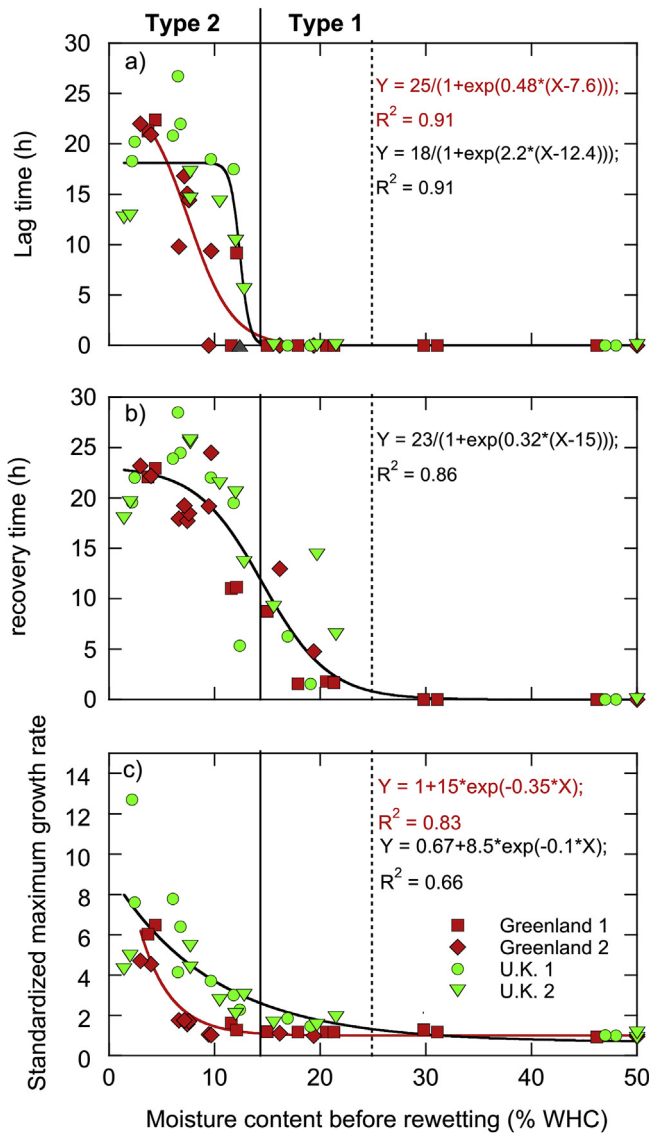 Type 2 Type 1
a)
Lag time (h)
30
25
20
15
10
5
0
Y = 25/(1+exp(0.48*(X-7.6)));
R² = 0.91
Y = 18/(1+exp(2.2*(X-12.4)));
R² = 0.91
b)
recovery time (h)
30
25
20
15
10
5
0
Y = 23/(1+exp(0.32*(X-15)));
R² = 0.86
c)
Standardized maximum growth rate
14
12
10
8
6
4
2
0
Y = 1+15*exp(-0.35*X);
R² = 0.83
Y = 0.67+8.5*exp(-0.1*X);
R² = 0.66
Greenland 1
Greenland 2
U.K. 1
U.K. 2
0 10 20 30 40 50
Moisture content before rewetting (% WHC)